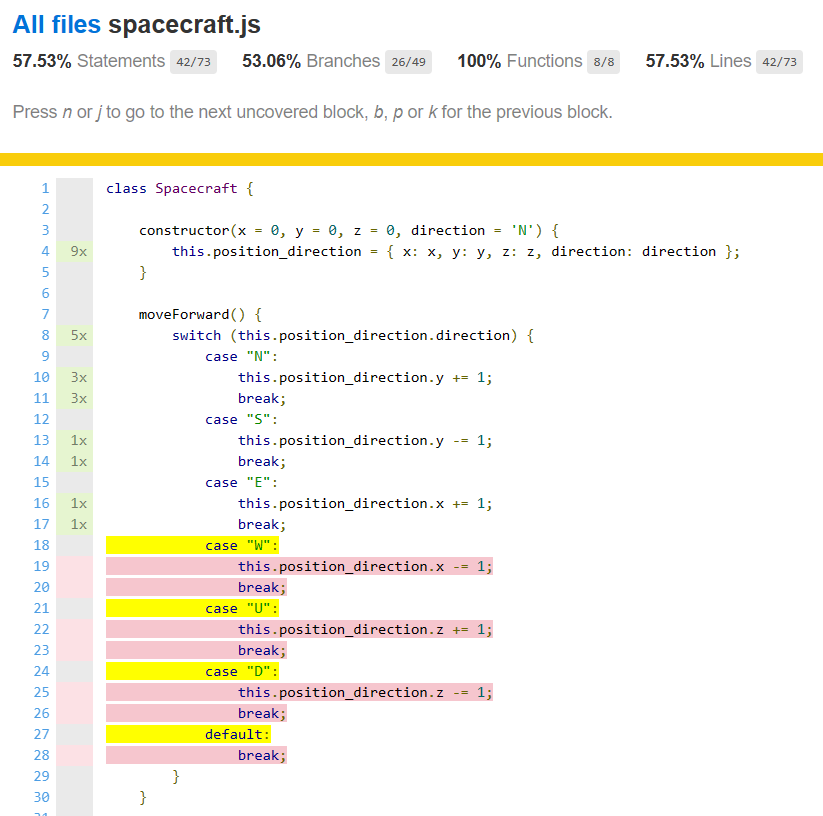 All files spacecraft.js
57.53% Statements 42/73 53.06% Branches 26/49 100% Functions 8/8 57.53% Lines 42/73
Press n or j to go to the next uncovered block, b, p or k for the previous block.
1 class Spacecraft {
2
3 constructor(x = 0, y = 0, z = 0, direction = 'N') {
4 9x this.position_direction = { x: x, y: y, z: z, direction: direction };
5 }
6
7 moveForward() {
8 5x switch (this.position_direction.direction) {
9 case "N":
10 3x this.position_direction.y += 1;
11 3x break;
12 case "S":
13 1x this.position_direction.y -= 1;
14 1x break;
15 case "E":
16 1x this.position_direction.x += 1;
17 1x break;
18 case "W":
19 this.position_direction.x -= 1;
20 break;
21 case "U":
22 this.position_direction.z += 1;
23 break;
24 case "D":
25 this.position_direction.z -= 1;
26 break;
27 default:
28 break;
29 }
30 }
31